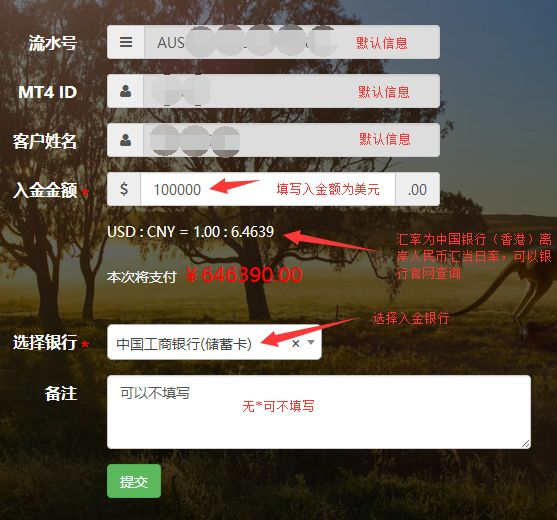 流水号 AUS 默认信息
MT4 ID 默认信息
客户姓名 默认信息
入金金额 * $ 100000 填写入金额为美元 .00
USD : CNY = 1.00 : 6.4639
汇率为中国银行（香港）离
岸人民币汇当日率，可以银
行官网查询
本次将支付 ￥646390.00
选择入金银行
选择银行 * 中国工商银行(储蓄卡) ×
备注 可以不填写
无*可不填写
提交